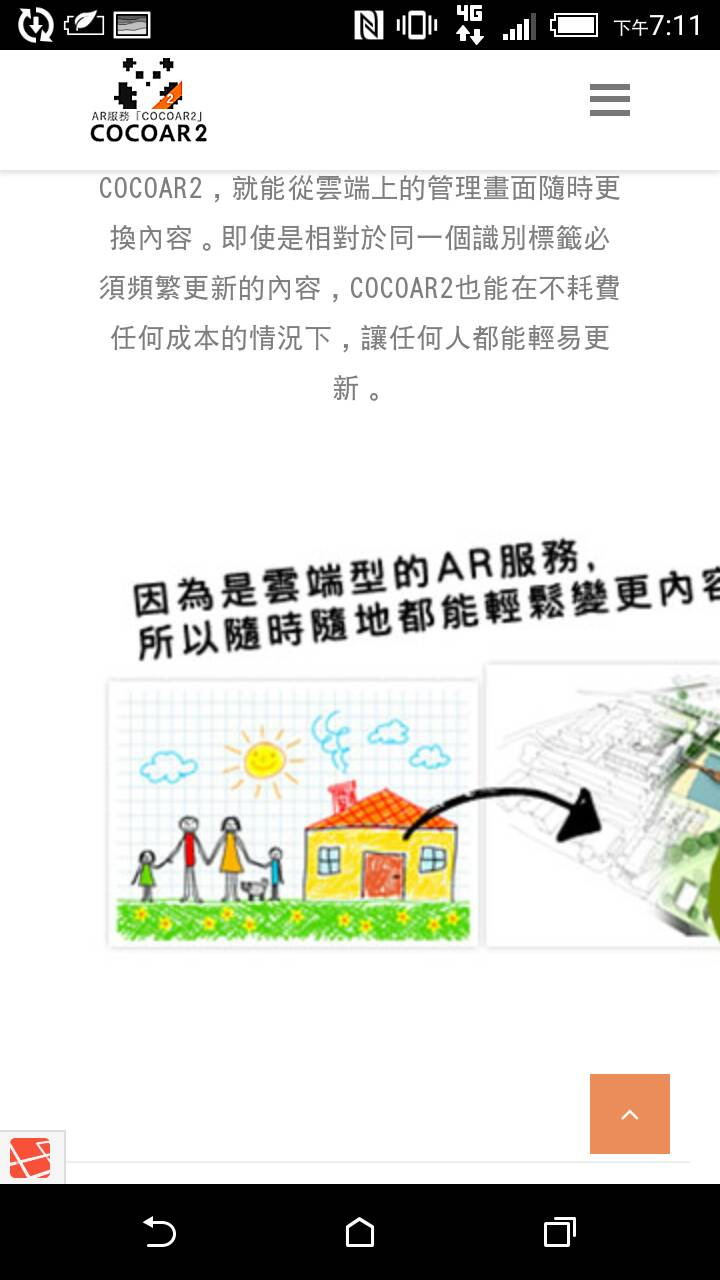 4G
下午7:11
2
AR服務「COCOAR2」
COCOAR2
COCOAR2，就能從雲端上的管理畫面隨時更
換內容。即使是相對於同一個識別標籤必
須頻繁更新的內容，COCOAR2也能在不耗費
任何成本的情況下，讓任何人都能輕易更
新。
因為是雲端型的AR服務,
所以隨時隨地都能輕鬆變更內容